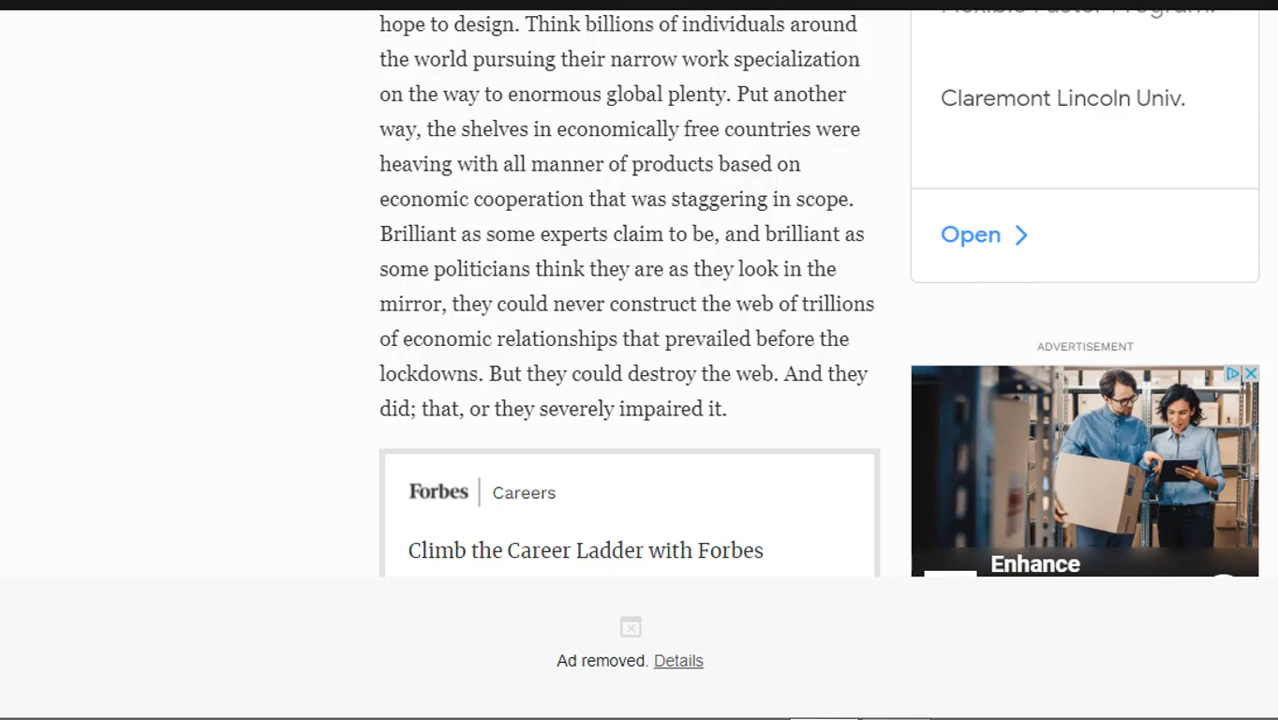 hope to design. Think billions of individuals around
the world pursuing their narrow work specialization
on the way to enormous global plenty. Put another
way, the shelves in economically free countries were
heaving with all manner of products based on
economic cooperation that was staggering in scope.
Brilliant as some experts claim to be, and brilliant as
some politicians think they are as they look in the
mirror, they could never construct the web of trillions
of economic relationships that prevailed before the
lockdowns. But they could destroy the web. And they
did; that, or they severely impaired it.
Forbes | Careers
Climb the Career Ladder with Forbes
Flexible Faster Program.
Claremont Lincoln Univ.
Open
ADVERTISEMENT
Enhance
Ad removed. Details